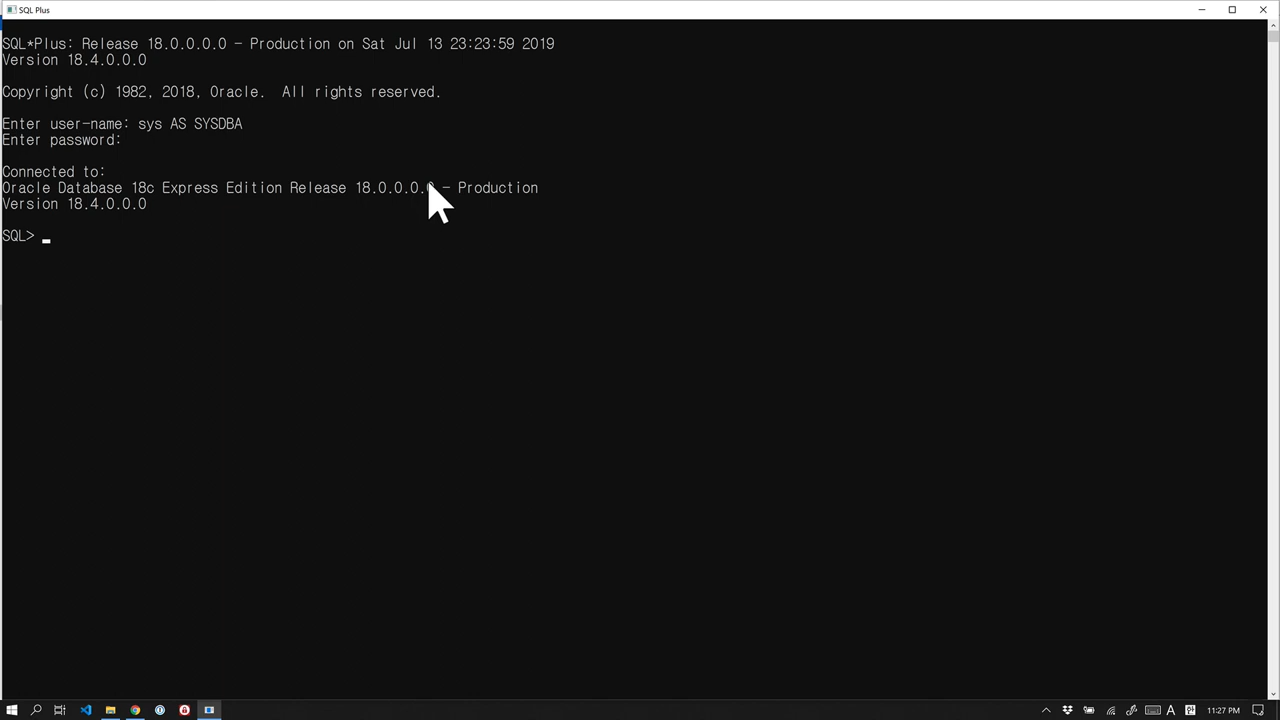 SQL Plus
SQL*Plus: Release 18.0.0.0.0 - Production on Sat Jul 13 23:23:59 2019
Version 18.4.0.0.0
Copyright (c) 1982, 2018, Oracle.  All rights reserved.
Enter user-name: sys AS SYSDBA
Enter password:
Connected to:
Oracle Database 18c Express Edition Release 18.0.0.0.0 - Production
Version 18.4.0.0.0
SQL> _
A
11:27 PM